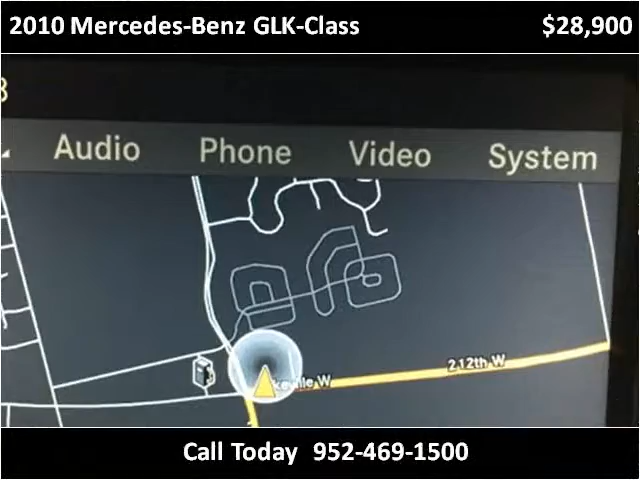 2010 Mercedes-Benz GLK-Class $28,900
Audio Phone Video System
212th W
W
Call Today 952-469-1500